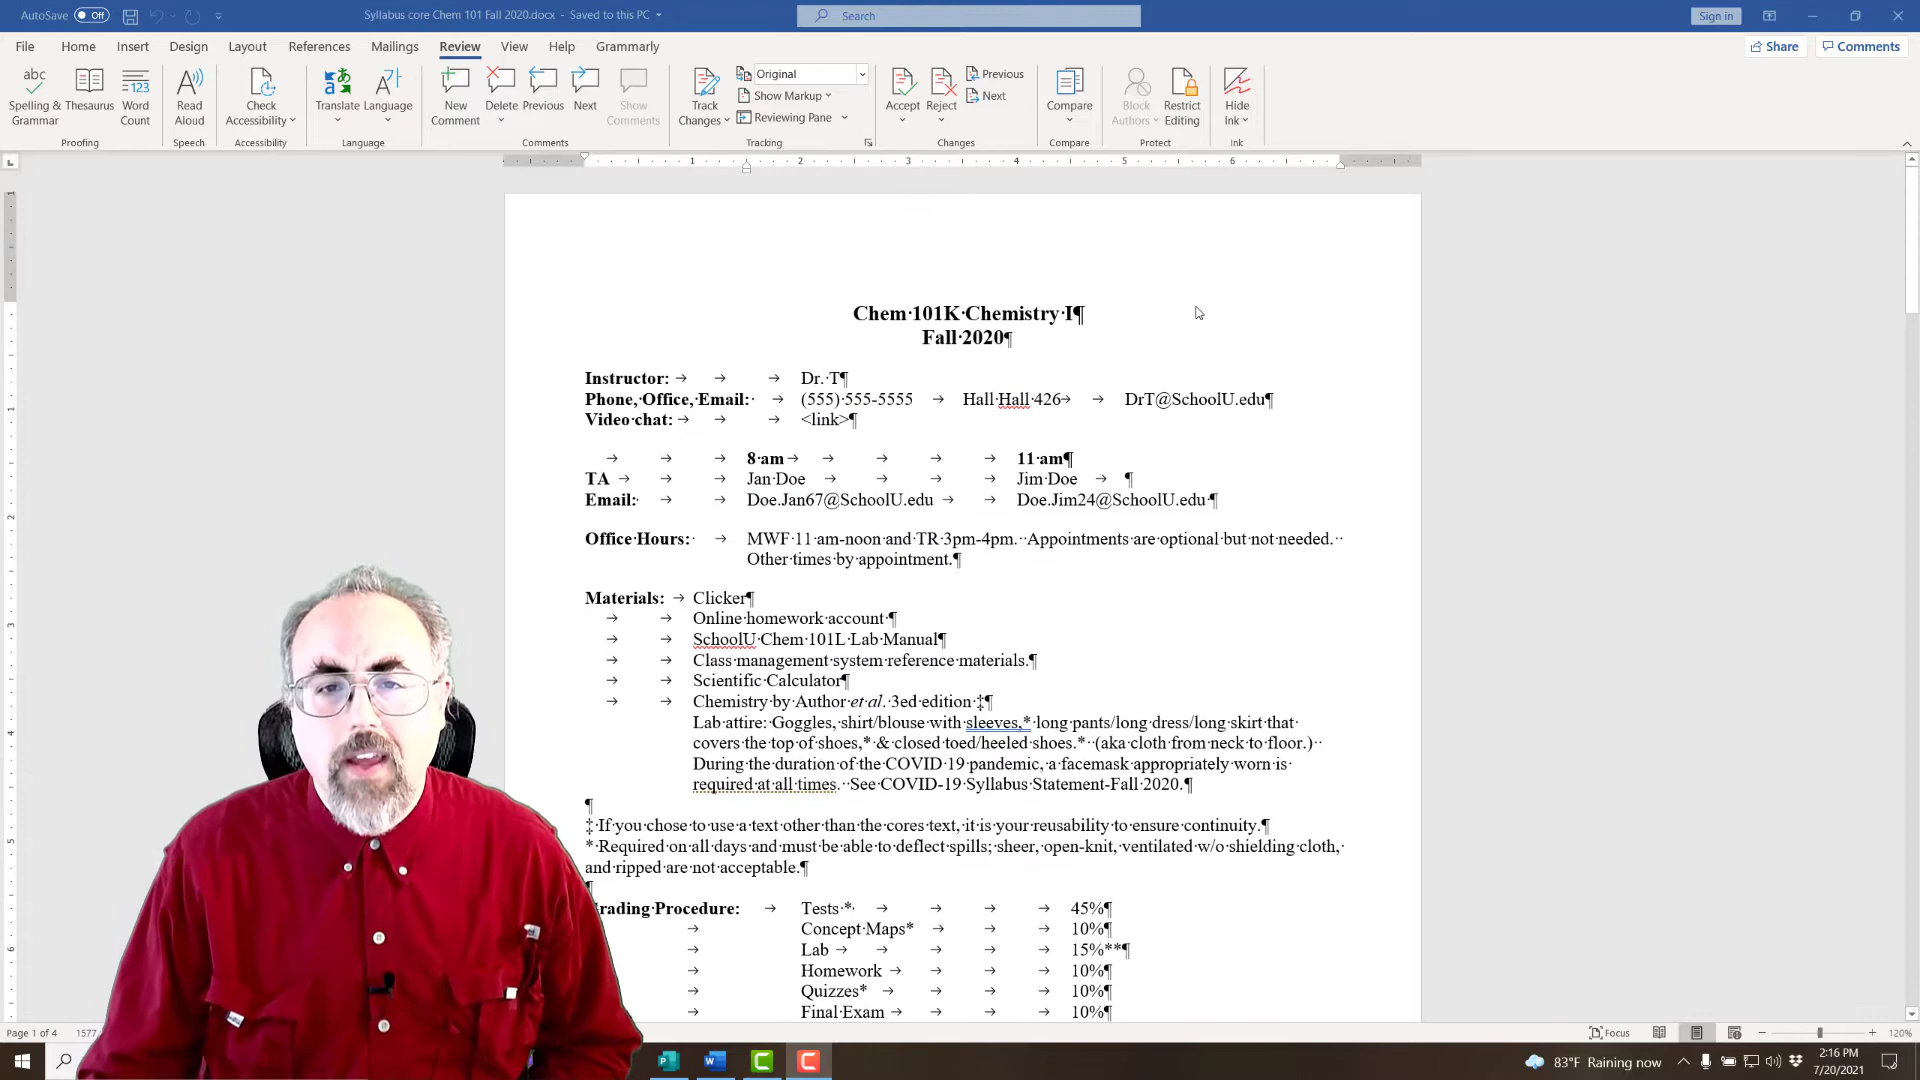 AutoSave Off Syllabus core Chem 101 Fall 2020.docx - Saved to this PC Search Sign in
File Home Insert Design Layout References Mailings Review View Help Grammarly Share Comments
abc
Spelling & Grammar
Thesaurus
123
Word Count
Read Aloud
Check Accessibility
Translate
Language
New Comment
Delete
Previous
Next
Show Comments
Track Changes
Original
Show Markup
Reviewing Pane
Accept
Reject
Previous
Next
Compare
Block Authors
Restrict Editing
Hide Ink
Proofing Speech Accessibility Language Comments Tracking Changes Compare Protect Ink
1 2 3 4 5 6
Chem·101K·Chemistry·I¶
Fall·2020¶
Instructor: → → → Dr.·T¶
Phone,·Office,·Email:· → (555)·555-5555 → Hall·Hall·426→ → DrT@SchoolU.edu¶
Video·chat: → → → <link>¶
→ → → 8·am→ → → → → 11·am¶
TA → → → Jan·Doe → → → → Jim·Doe → ¶
Email:· → → Doe.Jan67@SchoolU.edu → → Doe.Jim24@SchoolU.edu·¶
Office·Hours:· → MWF·11·am-noon·and·TR·3pm-4pm.··Appointments·are·optional·but·not·needed.··
Other·times·by·appointment.¶
Materials: → Clicker¶
→ → Online·homework·account·¶
→ → SchoolU·Chem·101L·Lab·Manual¶
→ → Class·management·system·reference·materials.¶
→ → Scientific·Calculator¶
→ → Chemistry·by·Author·et·al.·3ed·edition·‡¶
Lab·attire:·Goggles,·shirt/blouse·with·sleeves,*·long·pants/long·dress/long·skirt·that·
covers·the·top·of·shoes,*·&·closed·toed/heeled·shoes.*··(aka·cloth·from·neck·to·floor.)··
During·the·duration·of·the·COVID·19·pandemic,·a·facemask·appropriately·worn·is·
required·at·all·times.··See·COVID-19·Syllabus·Statement-Fall·2020.¶
¶
‡·If·you·chose·to·use·a·text·other·than·the·cores·text,·it·is·your·reusability·to·ensure·continuity.¶
*·Required·on·all·days·and·must·be·able·to·deflect·spills;·sheer,·open-knit,·ventilated·w/o·shielding·cloth,·
and·ripped·are·not·acceptable.¶
¶
rading·Procedure: → Tests·*· → → → 45%¶
→ Concept·Maps* → → → 10%¶
→ Lab → → → → 15%**¶
→ Homework → → → → 10%¶
→ Quizzes* → → → → 10%¶
→ Final·Exam → → → → 10%¶
Page 1 of 4 1577 Focus 120%
83°F Raining now 2:16 PM
7/20/2021